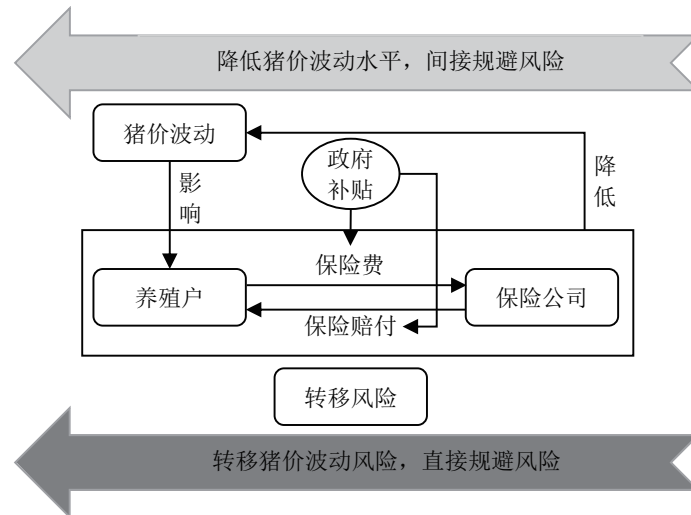 降低猪价波动水平，间接规避风险
猪价波动
政府
补贴
影响
降低
保险费
养殖户
保险公司
保险赔付
转移风险
转移猪价波动风险，直接规避风险